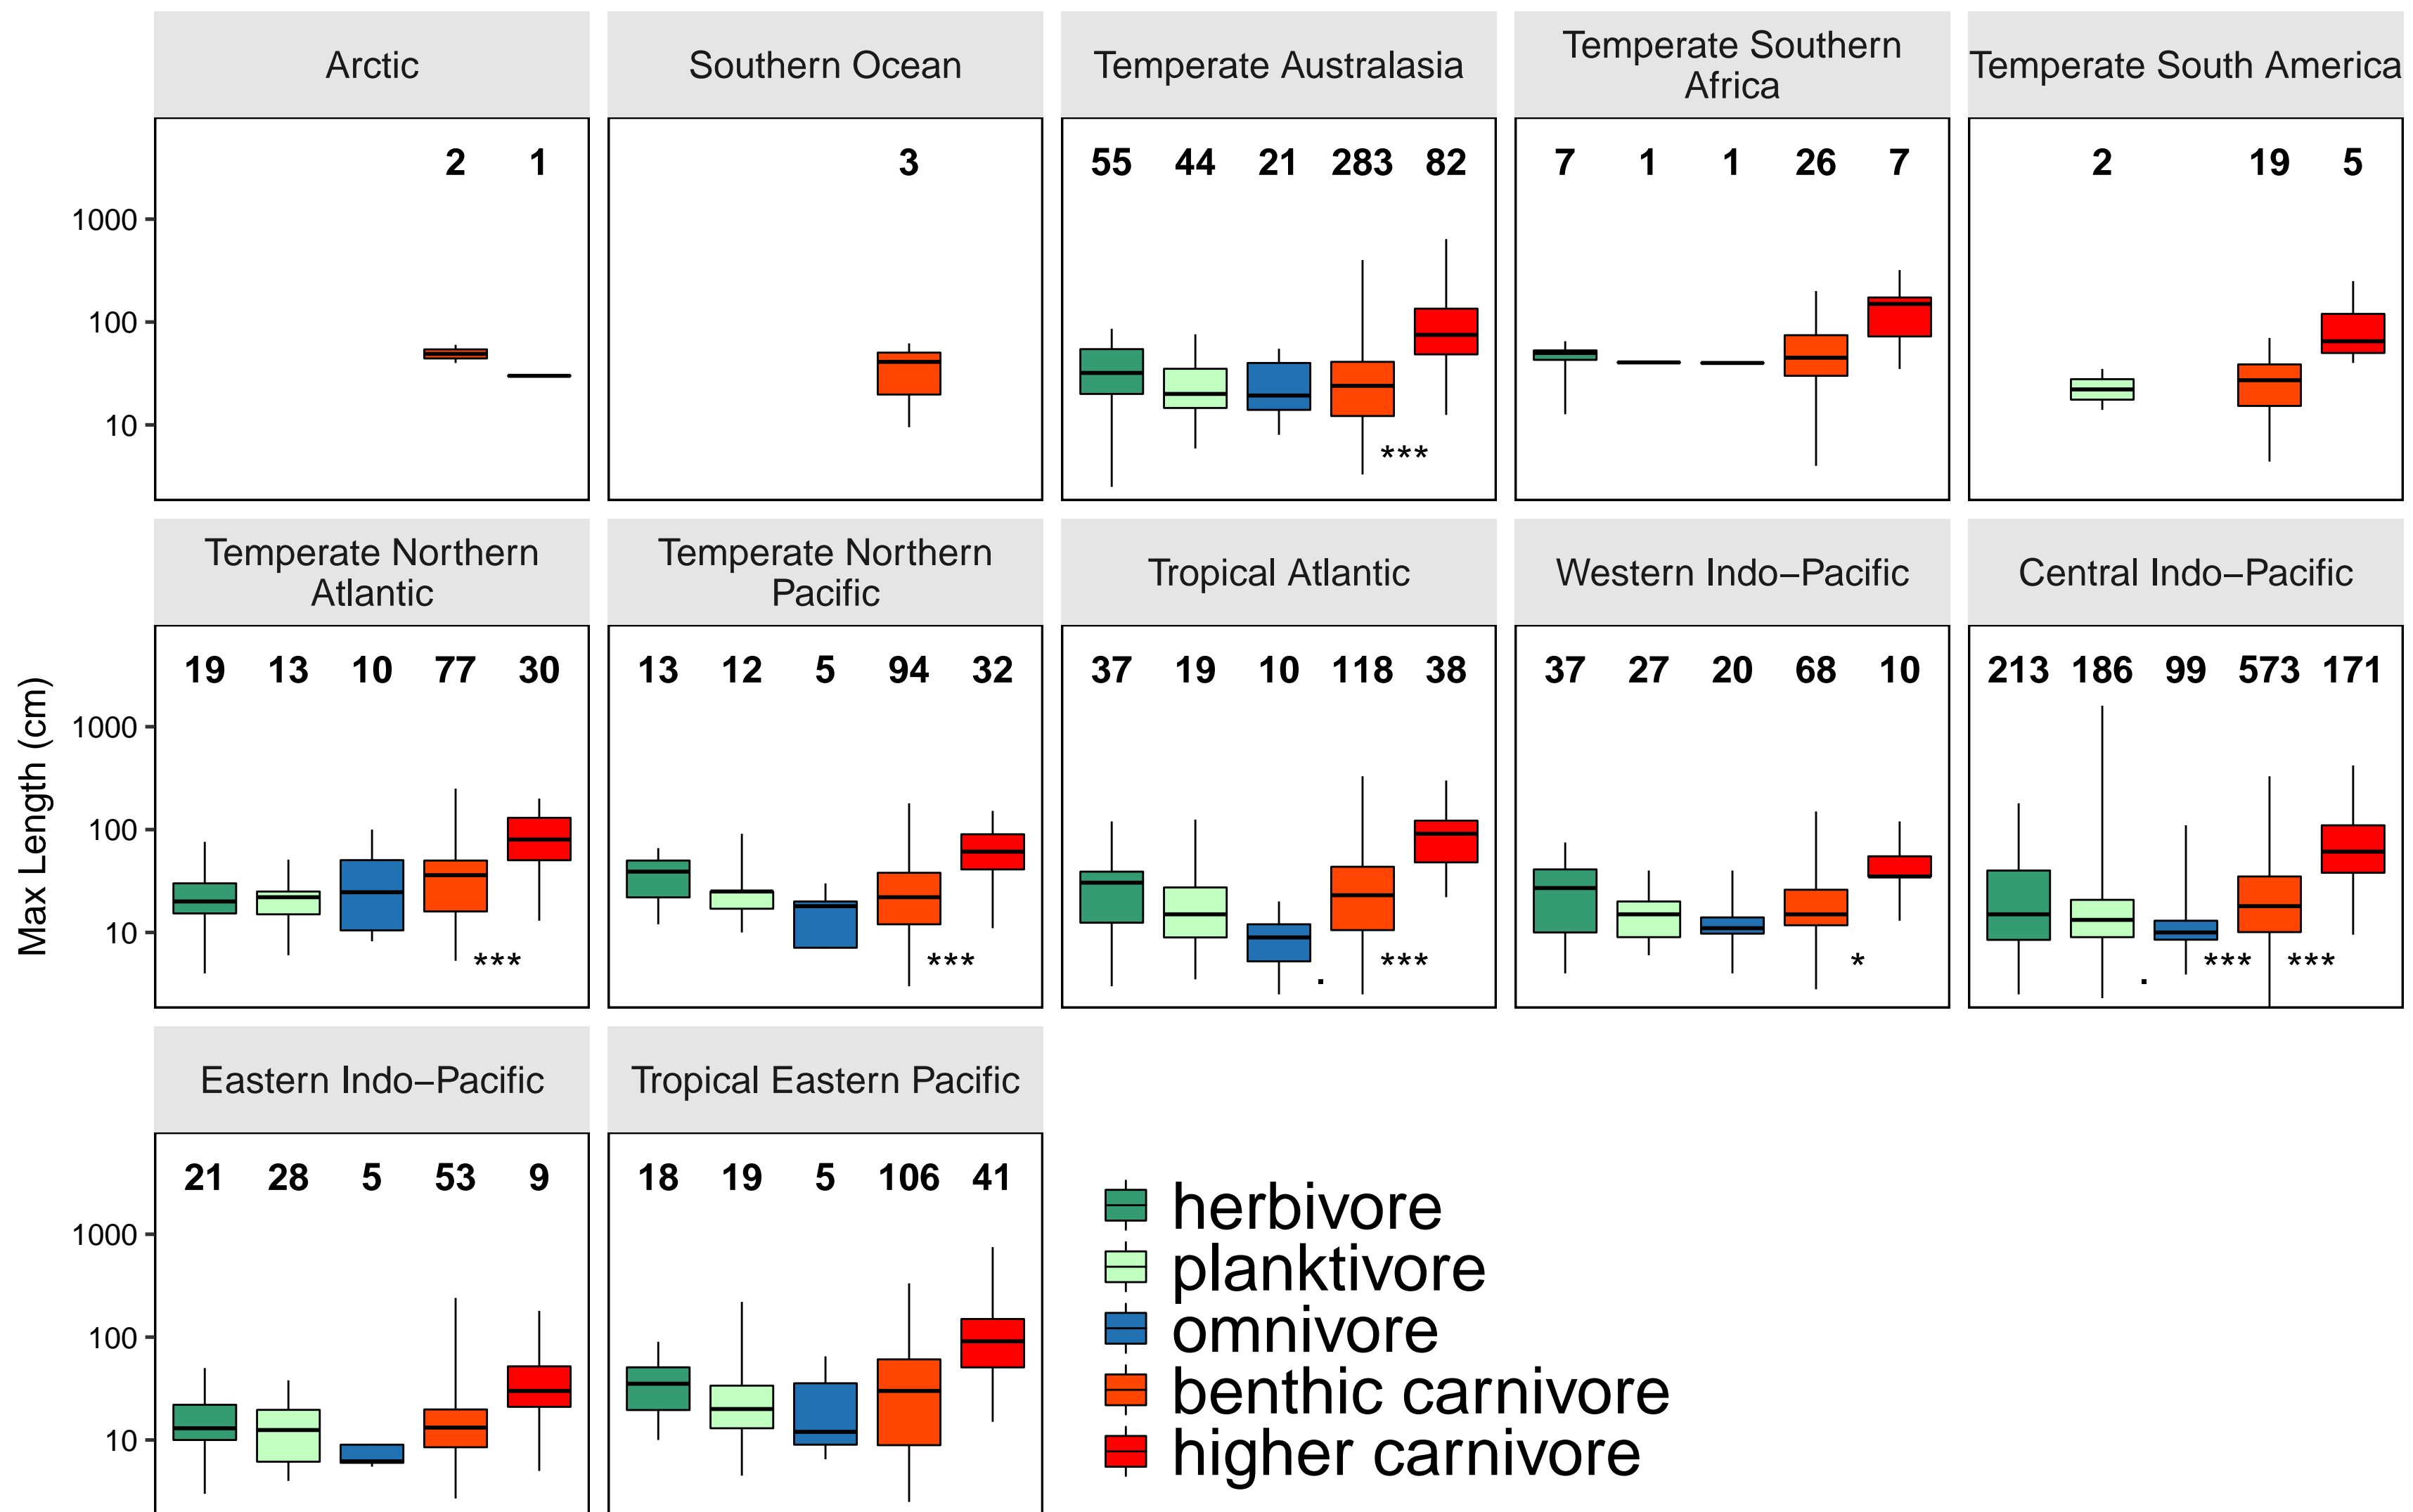 Arctic
Southern Ocean
Temperate Australasia
Temperate Southern
Africa
Temperate South America
2 1
3
55 44 21 283 82
7 1 1 26 7
2 19 5
1000
100
10
***
Temperate Northern
Atlantic
Temperate Northern
Pacific
Tropical Atlantic
Western Indo–Pacific
Central Indo–Pacific
19 13 10 77 30
13 12 5 94 32
37 19 10 118 38
37 27 20 68 10
213 186 99 573 171
Max Length (cm)
1000
100
10
***
***
. ***
*
. *** ***
Eastern Indo–Pacific
Tropical Eastern Pacific
21 28 5 53 9
18 19 5 106 41
1000
100
10
herbivore
planktivore
omnivore
benthic carnivore
higher carnivore